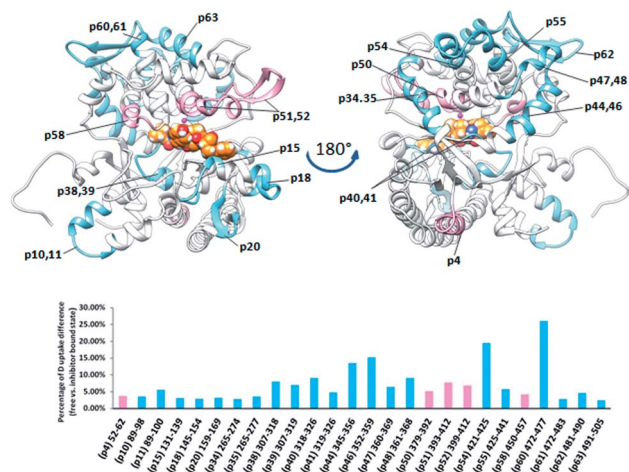 p60,61
p63
p51,52
p58
p15
p38,39
p18
p10,11
p20
180°
p55
p54
p62
p50
p47,48
p34.35
p44,46
p40,41
p4
Percentage of D uptake difference
(free vs. inhibitor bound state)
30.00%
25.00%
20.00%
15.00%
10.00%
5.00%
0.00%
(p4) 52-62
(p10) 89-98
(p11) 89-100
(p15) 131-139
(p18) 145-154
(p20) 159-169
(p34) 265-274
(p35) 265-277
(p38) 307-318
(p39) 307-319
(p40) 318-326
(p41) 319-326
(p44) 345-356
(p46) 352-359
(p47) 360-369
(p48) 361-368
(p50) 379-392
(p51) 393-412
(p52) 399-412
(p54) 421-425
(p55) 425-441
(p58) 450-457
(p60) 472-477
(p61) 472-483
(p62) 481-490
(p63) 491-505